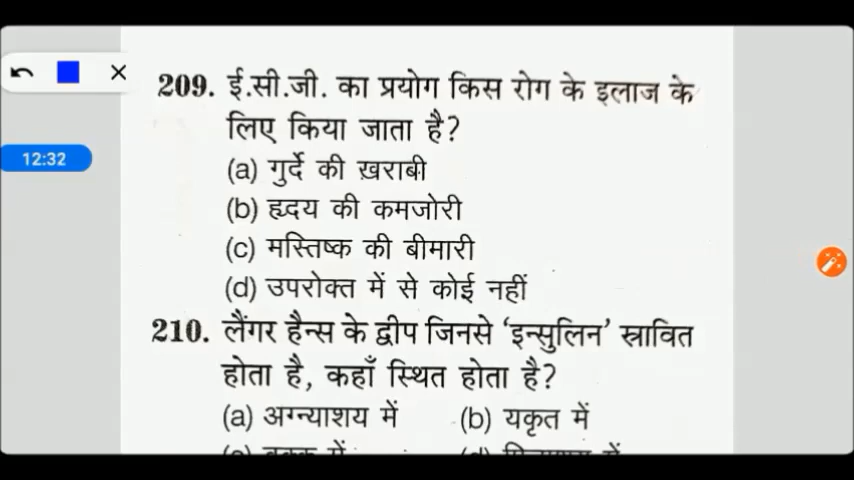 209. ई.सी.जी. का प्रयोग किस रोग के इलाज के
लिए किया जाता है?
12:32
(a) गुर्दे की ख़राबी
(b) हृदय की कमजोरी
(c) मस्तिष्क की बीमारी
(d) उपरोक्त में से कोई नहीं
210. लैंगर हैन्स के द्वीप जिनसे 'इन्सुलिन' स्रावित
होता है, कहाँ स्थित होता है?
(a) अग्न्याशय में (b) यकृत में